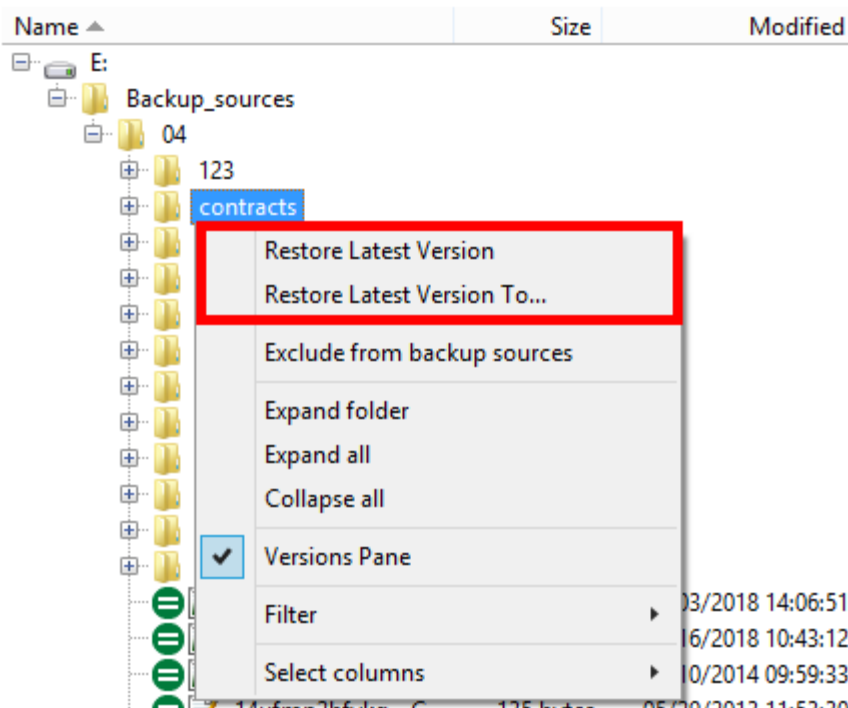 Name Size Modified
E:
Backup_sources
04
123
contracts
Restore Latest Version
Restore Latest Version To...
Exclude from backup sources
Expand folder
Expand all
Collapse all
Versions Pane
Filter 03/2018 14:06:51
16/2018 10:43:12
Select columns 10/2014 09:59:33